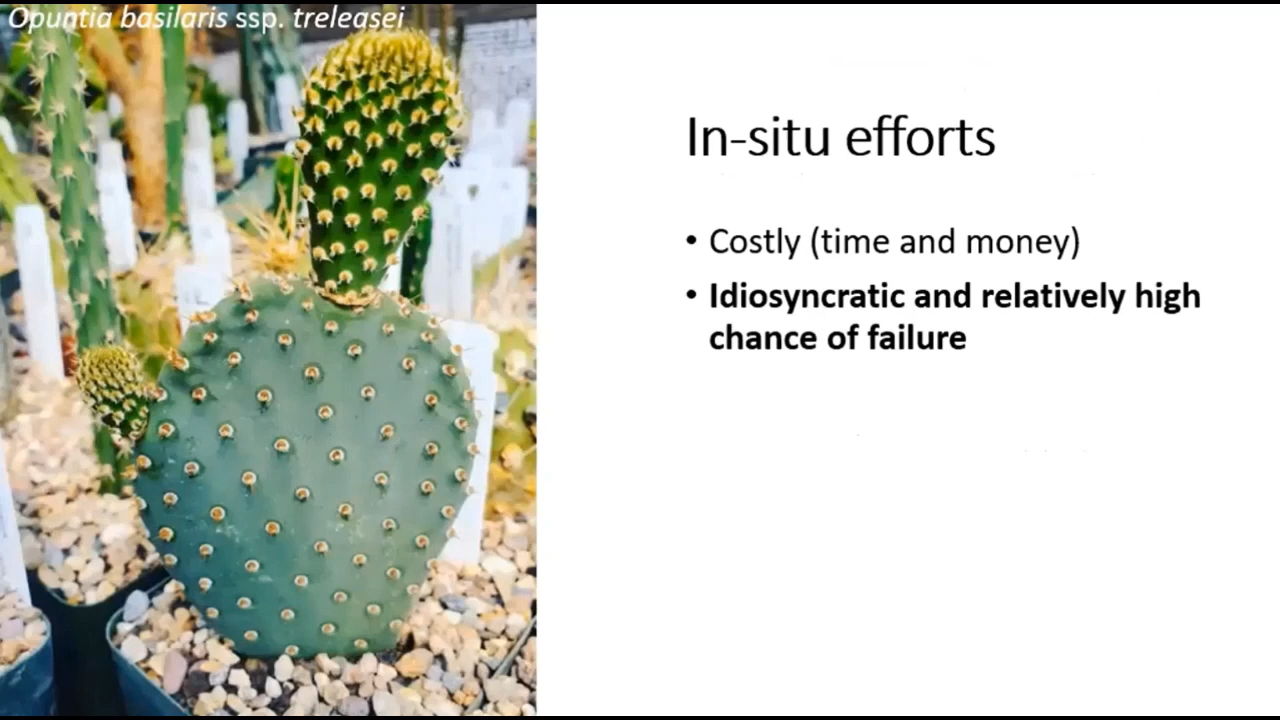 Opuntia basilaris ssp. treleasei
In-situ efforts
• Costly (time and money)
• Idiosyncratic and relatively high
chance of failure